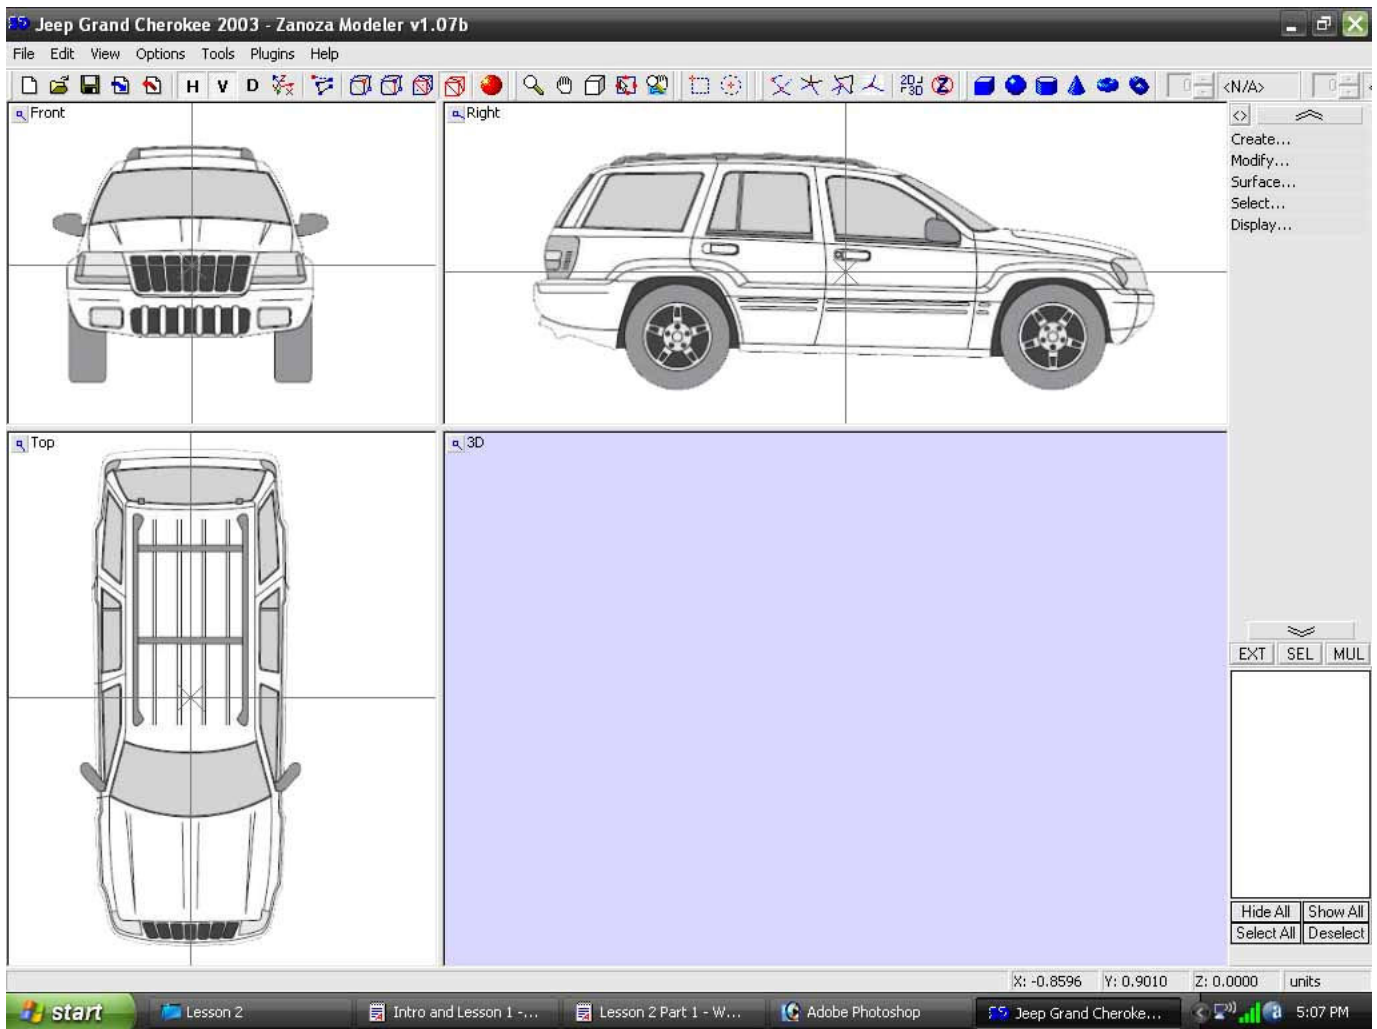 Jeep Grand Cherokee 2003 - Zanoza Modeler v1.07b
File Edit View Options Tools Plugins Help
H V D <N/A>
Front
Right
Create...
Modify...
Surface...
Select...
Display...
Top
3D
EXT SEL MUL
Hide All Show All
Select All Deselect
X: -0.8596 Y: 0.9010 Z: 0.0000 units
start Lesson 2 Intro and Lesson 1 -... Lesson 2 Part 1 - W... Adobe Photoshop Jeep Grand Cheroke... 5:07 PM